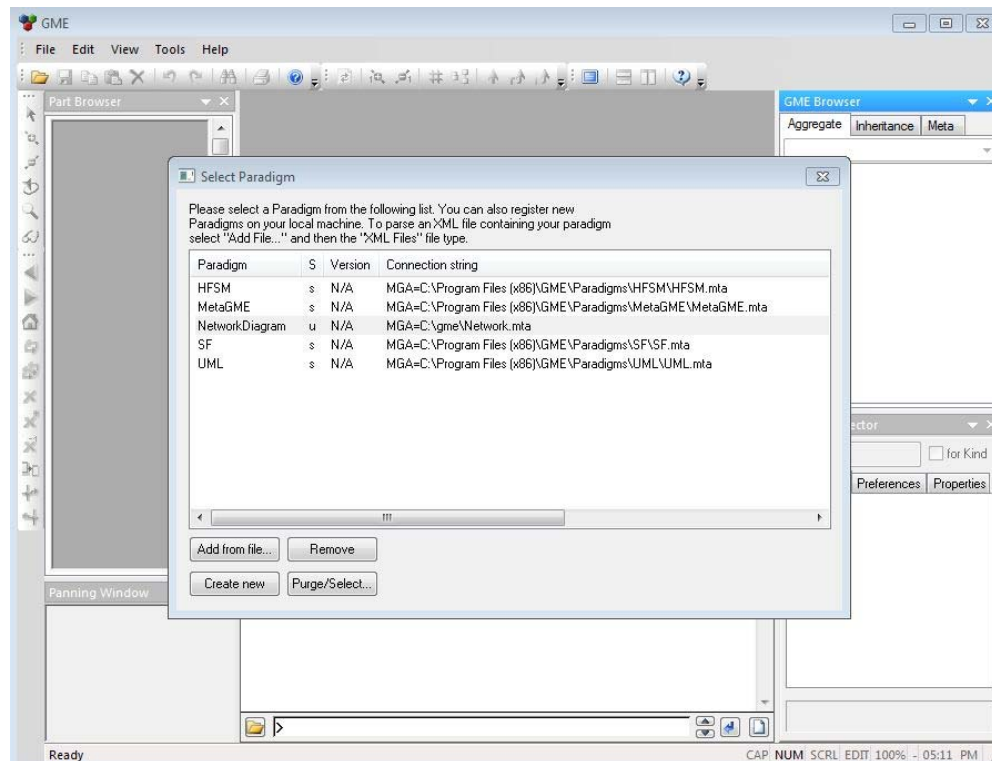 GME
File Edit View Tools Help
Part Browser
GME Browser
Aggregate Inheritance Meta
Select Paradigm
Please select a Paradigm from the following list. You can also register new
Paradigms on your local machine. To parse an XML file containing your paradigm
select "Add File..." and then the "XML Files" file type.
Paradigm S Version Connection string
HFSM s N/A MGA=C:\Program Files (x86)\GME\Paradigms\HFSM\HFSM.mta
MetaGME s N/A MGA=C:\Program Files (x86)\GME\Paradigms\MetaGME\MetaGME.mta
NetworkDiagram u N/A MGA=C:\gme\Network.mta
SF s N/A MGA=C:\Program Files (x86)\GME\Paradigms\SF\SF.mta
UML s N/A MGA=C:\Program Files (x86)\GME\Paradigms\UML\UML.mta
ector
for Kind
Preferences Properties
Add from file... Remove
Create new Purge/Select...
Panning Window
>
Ready CAP NUM SCRL EDIT 100% - 05:11 PM